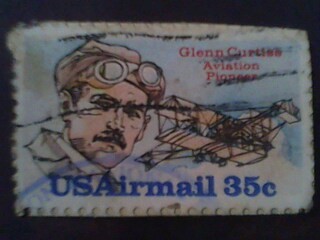 Glenn Curtiss
Aviation
Pioneer
USAirmail 35c